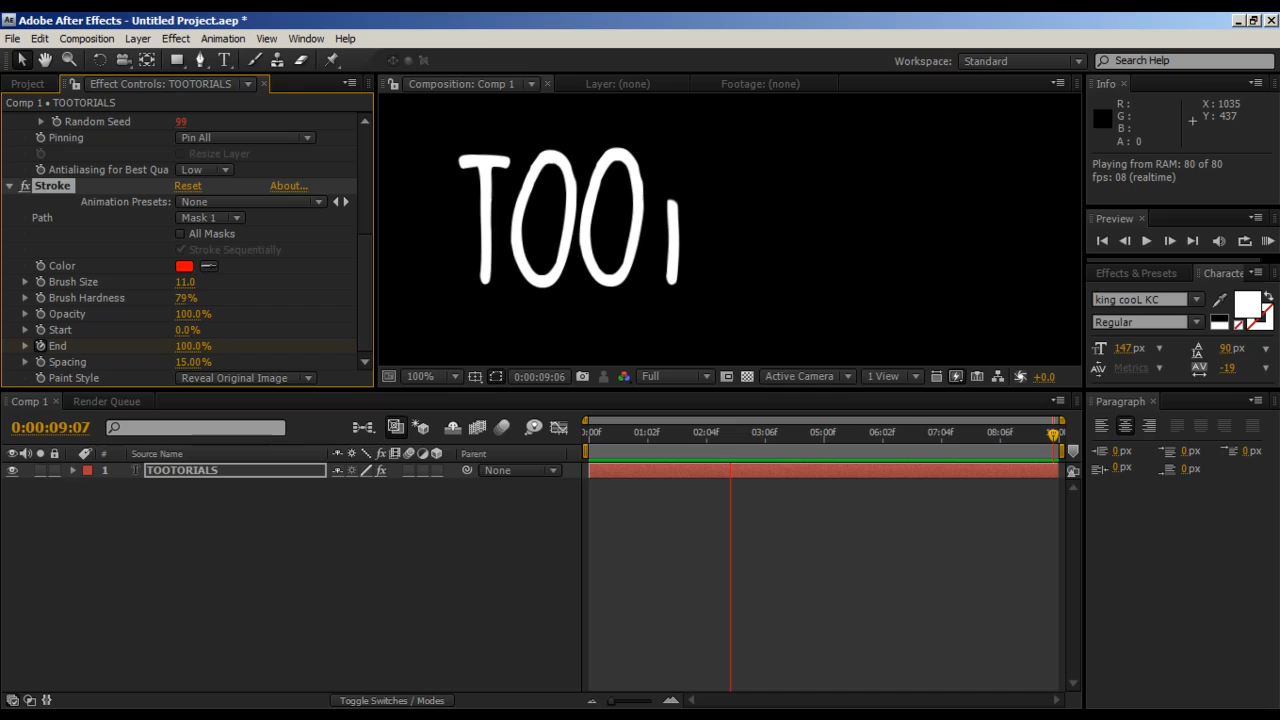 Adobe After Effects - Untitled Project.aep *
File Edit Composition Layer Effect Animation View Window Help
Workspace: Standard Search Help
Project Effect Controls: TOOTORIALS Composition: Comp 1 Layer: (none) Footage: (none) Info
Comp 1 • TOOTORIALS
Random Seed 99
Pinning Pin All
Resize Layer
Antialiasing for Best Qua Low
fx Stroke Reset About...
Animation Presets: None
Path Mask 1
All Masks
Stroke Sequentially
Color
Brush Size 11.0
Brush Hardness 79%
Opacity 100.0%
Start 0.0%
End 100.0%
Spacing 15.00%
Paint Style Reveal Original Image
TOO
100% 0:00:09:06 Full Active Camera 1 View +0.0
R : X : 1035
G : Y : 437
B :
A : 0
Playing from RAM: 80 of 80
fps: 08 (realtime)
Preview
Effects & Presets Characte
king cooL KC
Regular
147 px 90 px
Metrics -19
Comp 1 Render Queue Paragraph
0:00:09:07
:00f 01:02f 02:04f 03:06f 05:00f 06:02f 07:04f 08:06f
# Source Name Parent
1 TOOTORIALS fx None
0 px 0 px 0 px
0 px 0 px
Toggle Switches / Modes